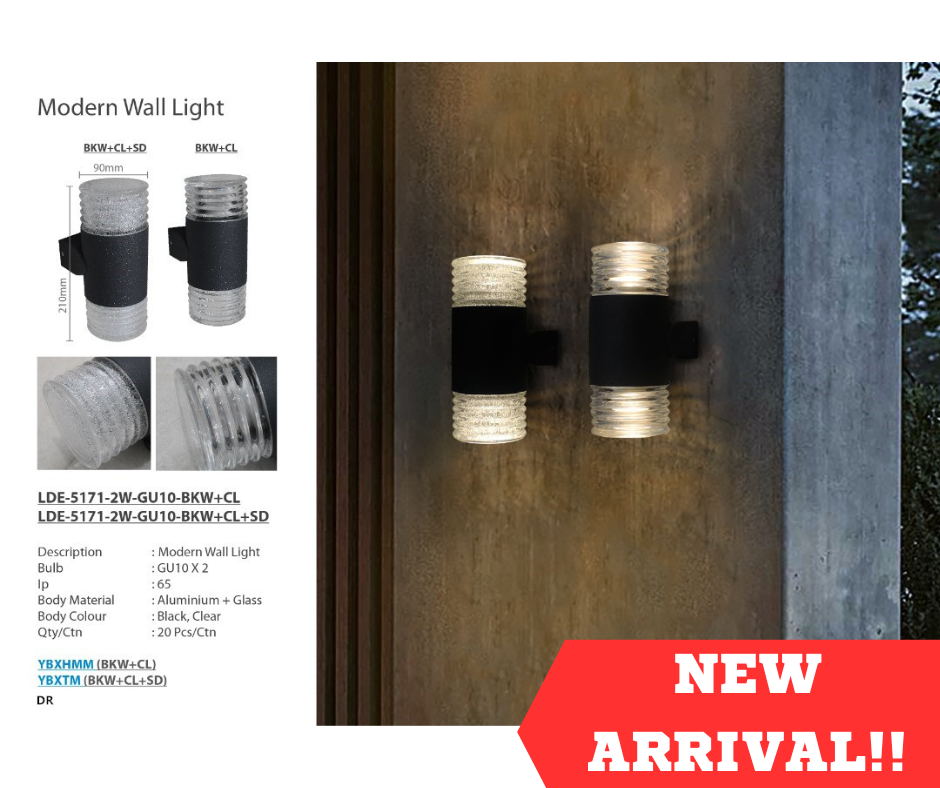 Modern Wall Light
BKW+CL+SD
BKW+CL
90mm
210mm
LDE-5171-2W-GU10-BKW+CL
LDE-5171-2W-GU10-BKW+CL+SD
Description : Modern Wall Light
Bulb : GU10 X 2
Ip : 65
Body Material : Aluminium + Glass
Body Colour : Black, Clear
Qty/Ctn : 20 Pcs/Ctn
YBXHMM (BKW+CL)
YBXTM (BKW+CL+SD)
DR
NEW
ARRIVAL!!